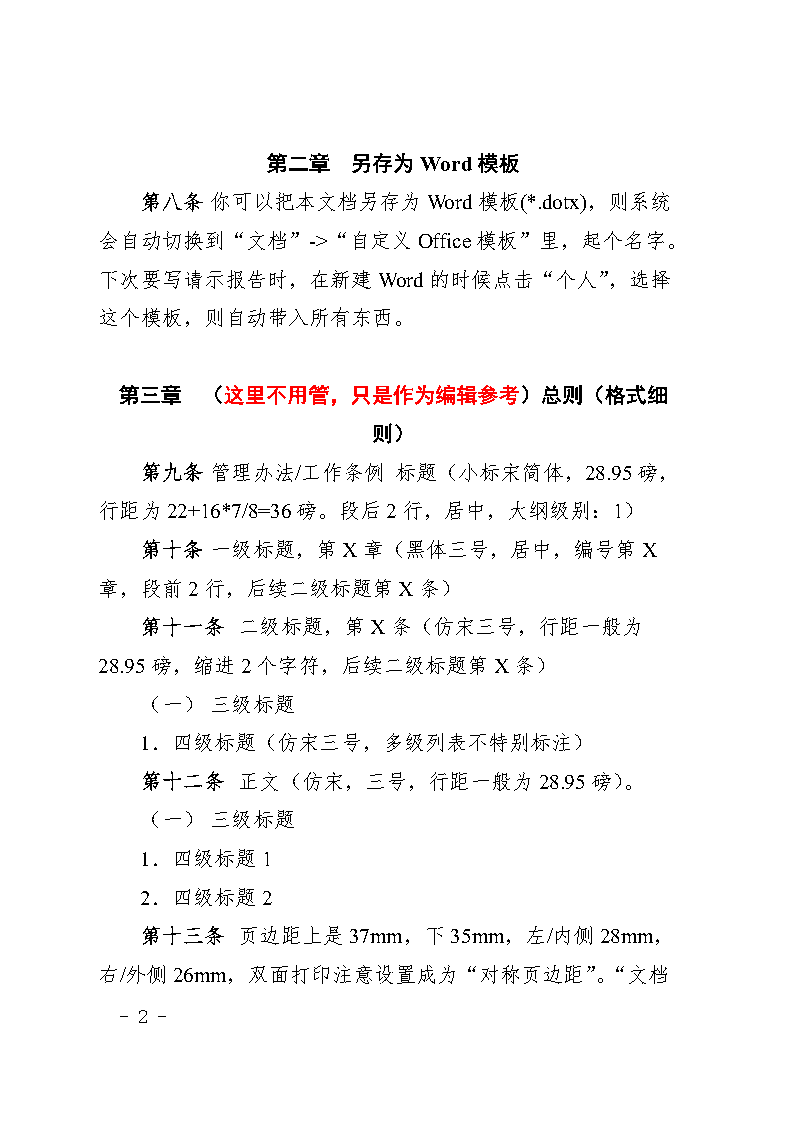 第二章　另存为 Word 模板
第八条 你可以把本文档另存为 Word 模板(*.dotx)，则系统
会自动切换到“文档”->“自定义 Office 模板”里，起个名字。
下次要写请示报告时，在新建 Word 的时候点击“个人”，选择
这个模板，则自动带入所有东西。
第三章　（这里不用管，只是作为编辑参考）总则（格式细
则）
第九条 管理办法/工作条例 标题（小标宋简体，28.95 磅，
行距为 22+16*7/8=36 磅。段后 2 行，居中，大纲级别：1）
第十条 一级标题，第 X 章（黑体三号，居中，编号第 X
章，段前 2 行，后续二级标题第 X 条）
第十一条 二级标题，第 X 条（仿宋三号，行距一般为
28.95 磅，缩进 2 个字符，后续二级标题第 X 条）
（一） 三级标题
1．四级标题（仿宋三号，多级列表不特别标注）
第十二条 正文（仿宋，三号，行距一般为 28.95 磅）。
（一） 三级标题
1．四级标题 1
2．四级标题 2
第十三条 页边距上是 37mm，下 35mm，左/内侧 28mm，
右/外侧 26mm，双面打印注意设置成为“对称页边距”。“文档
- 2 -